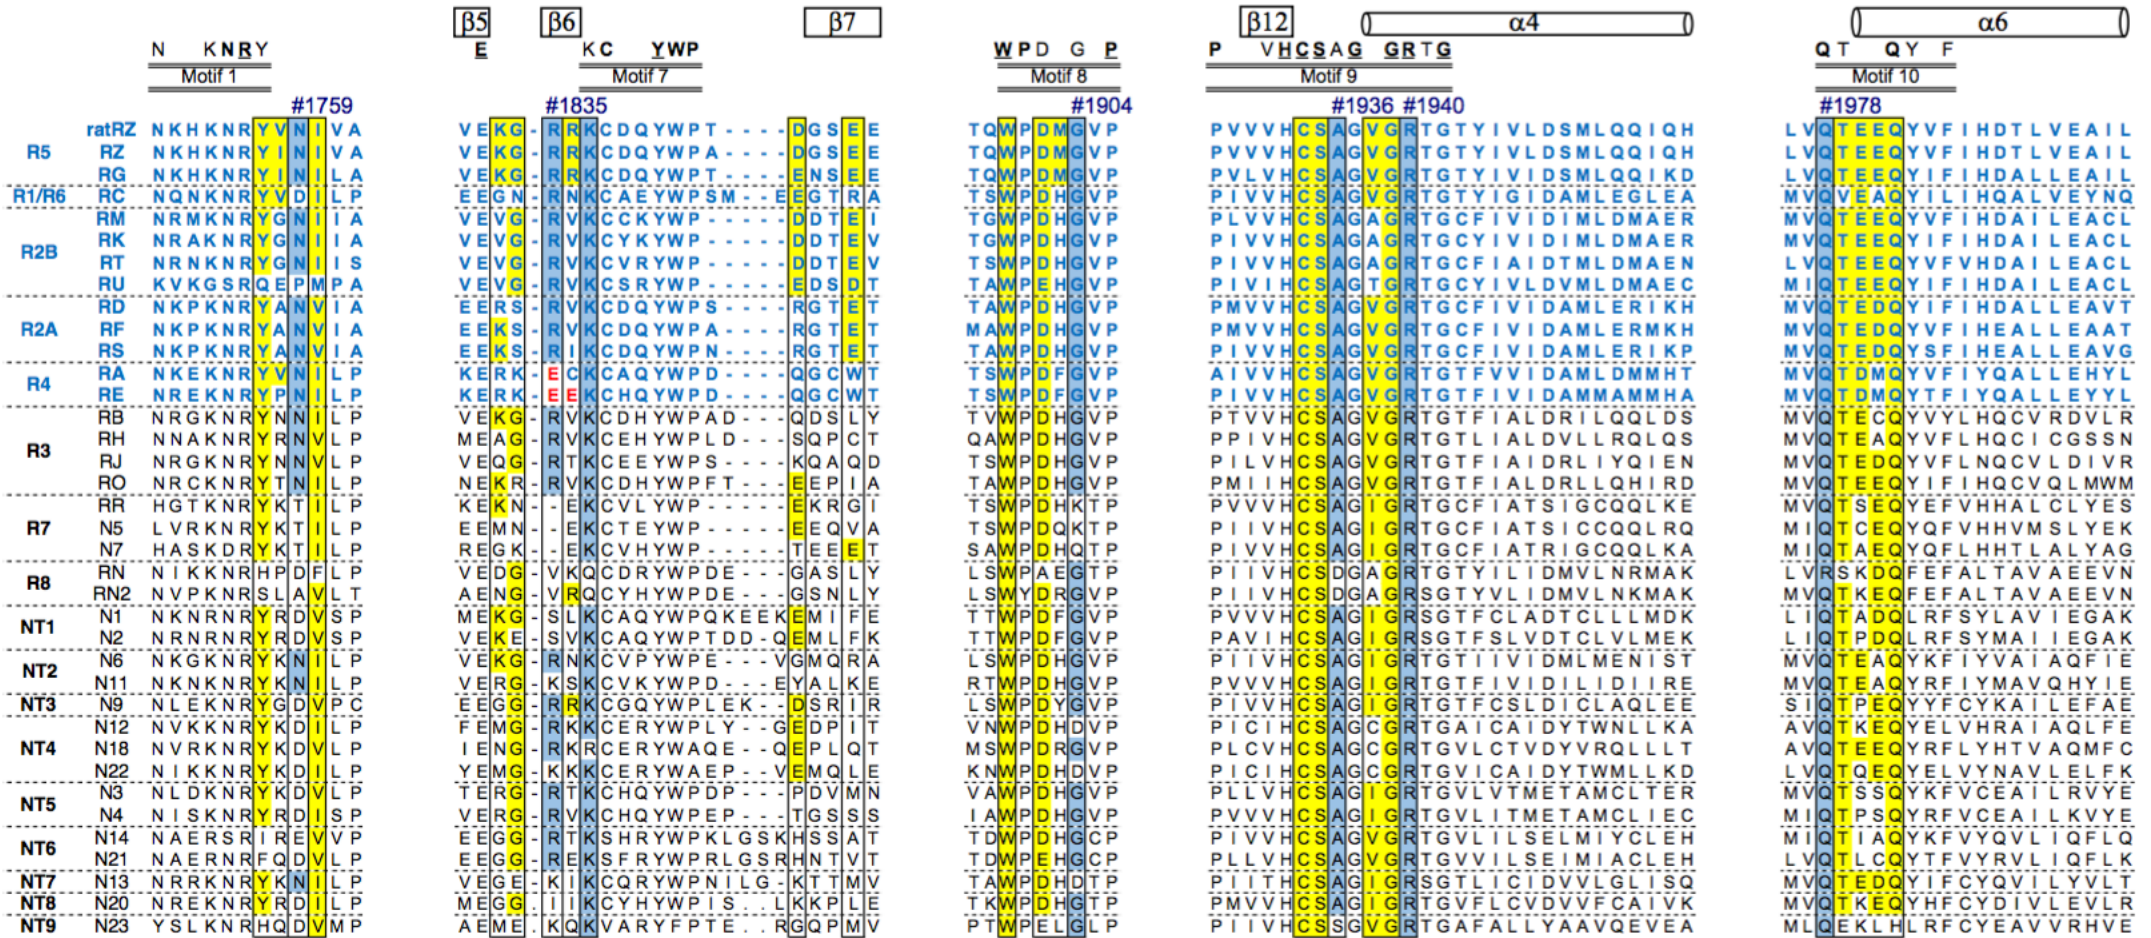 β5 β6 β7 β12 α4 α6
N KNRY E KC YWP WPD G P P VHCSAG GRTG QT QY F
Motif 1 Motif 7 Motif 8 Motif 9 Motif 10
#1759 #1835 #1904 #1936 #1940 #1978
ratRZ NKHKNRYVNIVA VEKG-RRKCDQYWPT----DGSEE TQWPDMGVP PVVVHCSAGVGRTGTYIVLDSMLQQIQH LVQTEEQYVFIHDTLVEAIL
R5 RZ NKHKNRYINIVA VEKG-RRKCDQYWPA----DGSEE TQWPDMGVP PVVVHCSAGVGRTGTYIVLDSMLQQIQH LVQTEEQYVFIHDTLVEAIL
RG NKHKNRYINILA VEKG-RRKCDQYWPT----ENSEE TQWPDMGVP PVLVHCSAGVGRTGTYIVIDSMLQQIKD LVQTEEQYIFIHDALLEAIL
R1/R6 RC NQNKNRYVDILP EEGN-RNKCAEYWPSM--EEGTRA TSWPDHGVP PIVVHCSAGVGRTGTYIGIDAMLEGLEA MVQVEAQYILIHQALVEYNQ
RM NRMKNRYGNIIA VEVG-RVKCCKYWP-----DDTEI TGWPDHGVP PLVVHCSAGAGRTGCFIVIDIMLDMAER MVQTEEQYIFIHDAILEACL
RK NRAKNRYGNIIA VEVG-RVKCYKYWP-----DDTEV TGWPDHGVP PIVVHCSAGAGRTGCYIVIDIMLDMAER MVQTEEQYIFIHDAILEACL
R2B
RT NRNKNRYGNIIS VEVG-RVKCVRYWP-----DDTEV TSWPDHGVP PIVVHCSAGAGRTGCFIAIDTMLDMAEN LVQTEEQYVFVHDAILEACL
RU KVKGSRQEPMPA VEVG-RVKCSRYWP-----EDSDT TAWPEHGVP PIVIHCSAGTGRTGCYIVLDVMLDMAEC MIQTEEQYIFIHDAILEACL
RD NKPKNRYANVIA EERS-RVKCDQYWPS----RGTET TAWPDHGVP PMVVHCSAGVGRTGCFIVIDAMLERIKH MVQTEDQYIFIHDALLEAVT
R2A RF NKPKNRYANVIA EEKS-RVKCDQYWPA----RGTET MAWPDHGVP PMVVHCSAGVGRTGCFIVIDAMLERMKH MVQTEDQYVFIHEALLEAAT
RS NKPKNRYANVIA EEKS-RIKCDQYWPN----RGTET TAWPDHGVP PIVVHCSAGVGRTGCFIVIDAMLERIKP MVQTEDQYSFIHEALLEAVG
RA NKEKNRYVNILP KERK-ECKCAQYWPD----QGCWT TSWPDFGVP AIVVHCSAGVGRTGTFVVIDAMLDMMHT MVQTDMQYVFIYQALLEHYL
R4
RE NREKNRYPNILP KERK-EEKCHQYWPD----QGCWT TSWPDFGVP PIVVHCSAGVGRTGTFIVIDAMMAMMHA MVQTDMQYTFIYQALLEYYL
RB NRGKNRYNNILP VEKG-RVKCDHYWPAD---QDSLY TVWPDHGVP PTVVHCSAGVGRTGTFIALDRILQQLDS MVQTECQYVYLHQCVRDVLR
RH NNAKNRYRNVLP MEAG-RVKCEHYWPLD---SQPCT QAWPDHGVP PPIVHCSAGVGRTGTLIALDVLLRQLQS MVQTEAQYVFLHQCICGSSN
R3
RJ NRGKNRYNNVLP VEQG-RTKCEEYWPS----KQAQD TSWPDHGVP PILVHCSAGVGRTGTFIAIDRLIYQIEN MVQTEDQYVFLNQCVLDIVR
RO NRCKNRYTNILP NEKR-RVKCDHYWPFT---EEPIA TAWPDHGVP PMIIHCSAGVGRTGTFIALDRLLQHIRD MVQTEEQYIFIHQCVQLMWM
RR HGTKNRYKTILP KEKN--EKCVLYWP-----EKRGI TSWPDHKTP PVVVHCSAGIGRTGCFIATSIGCQQLKE MVQTSEQYEFVHHALCLYES
R7 N5 LVRKNRYKTILP EEMN--EKCTEYWP-----EEQVA TSWPDQKTP PIIVHCSAGIGRTGCFIATSICCQQLRQ MIQTCEQYQFVHHVMSLYEK
N7 HASKDRYKTILP REGK--EKCVHYWP-----TEEET SAWPDHQTP PIVVHCSAGIGRTGCFIATRIGCQQLKA MIQTAEQYQFLHHTLALYAG
RN NIKKNRHPDFLP VEDG-VKQCDRYWPDE---GASLY LSWPAEGTP PIIVHCSDGAGRTGTYILIDMVLNRMAK LVRSKDQFEFALTAVAEEVN
R8
RN2 NVPKNRSLAVLT AENG-VRQCYHYWPDE---GSNLY LSWYDRGVP PIIVHCSDGAGRSGTYVLIDMVLNKMAK MVQTKEQFEFALTAVAEEVN
N1 NKNRNRYRDVSP MEKG-SLKCAQYWPQKEEKEMIFE TTWPDFGVP PVVVHCSAGIGRSGTFCLADTCLLLMDK LIQTADQLRFSYLAVIEGAK
NT1
N2 NRNRNRYRDVSP VEKE-SVKCAQYWPTDD-QEMLFK TTWPDFGVP PAVIHCSAGIGRSGTFSLVDTCLVLMEK LIQTPDQLRFSYMAIIEGAK
N6 NKGKNRYKNILP VEKG-RNKCVPYWPE---VGMQRA LSWPDHGVP PIIVHCSAGIGRTGTIIVIDMLMENIST MVQTEAQYKFIYVAIAQFIE
NT2
N11 NKNKNRYKNILP VERG-KSKCVKYWPD---EYALKE RTWPDHGVP PIVVHCSAGIGRTGTFIVIDILIDIIRE MVQTEAQYRFIYMAVQHYIE
NT3 N9 NLEKNRYGDVPC EEGG-RRKCGQYWPLEK--DSRIR LSWPDYGVP PIVVHCSAGIGRTGTFCSLDICLAQLEE SIQTPEQYYFCYKAILEFAE
N12 NVKKNRYKDILP FEMG-RKKCERYWPLY--GEDPIT VNWPDHDVP PICIHCSAGCGRTGAICAIDYTWNLLKA AVQTKEQYELVHRAIAQLFE
NT4 N18 NVRKNRYKDVLP IENG-RKRCERYWAQE--QEPLQT MSWPDRGVP PLCVHCSAGCGRTGVLCTVDYVRQLLLT AVQTEEQYRFLYHTVAQMFC
N22 NIKKNRYKDILP YEMG-KKKCERYWAEP--VEMQLE KNWPDHDVP PICIHCSAGCGRTGVICAIDYTWMLLKD LVQTQEQYELVYNAVLELFK
N3 NLDKNRYKDVLP TERG-RTKCHQYWPDP---PDVMN VAWPDHGVP PLLVHCSAGIGRTGVLVTMETAMCLTER MVQTSSQYKFVCEAILRVYE
NT5
N4 NISKNRYRDISP VERG-RVKCHQYWPEP---TGSSS IAWPDHGVP PVVVHCSAGIGRTGVLITMETAMCLIEC MIQTPSQYRFVCEAILKVYE
N14 NAERSRIREVVP EEGG-RTKSHRYWPKLGSKHSSAT TDWPDHGCP PIVVHCSAGVGRTGVLILSELMIYCLEH MIQTIAQYKFVYQVLIQFLQ
NT6
N21 NAERNRFQDVLP EEGG-REKSFRYWPRLGSRHNTVT TDWPEHGCP PLLVHCSAGVGRTGVVILSEIMIACLEH LVQTLCQYTFVYRVLIQFLK
NT7 N13 NRRKNRYKNILP VEGE-KIKCQRYWPNILG-KTTMV TAWPDHDTP PIITHCSAGIGRSGTLICIDVVLGLISQ MVQTEDQYIFCYQVILYVLT
NT8 N20 NREKNRYRDILP MEGG-IIKCYHYWPIS..LKKPLE TKWPDHGTP PMVVHCSAGIGRTGVFLCVDVVFCAIVK MVQTKEQYHFCYDIVLEVLR
NT9 N23 YSLKNRHQDVMP AEME-KQKVARYFPTE..RGQPMV PTWPELGLP PIIVHCSSGVGRTGAFALLYAAVQEVEA MLQEKLHLRFCYEAVVRHVE